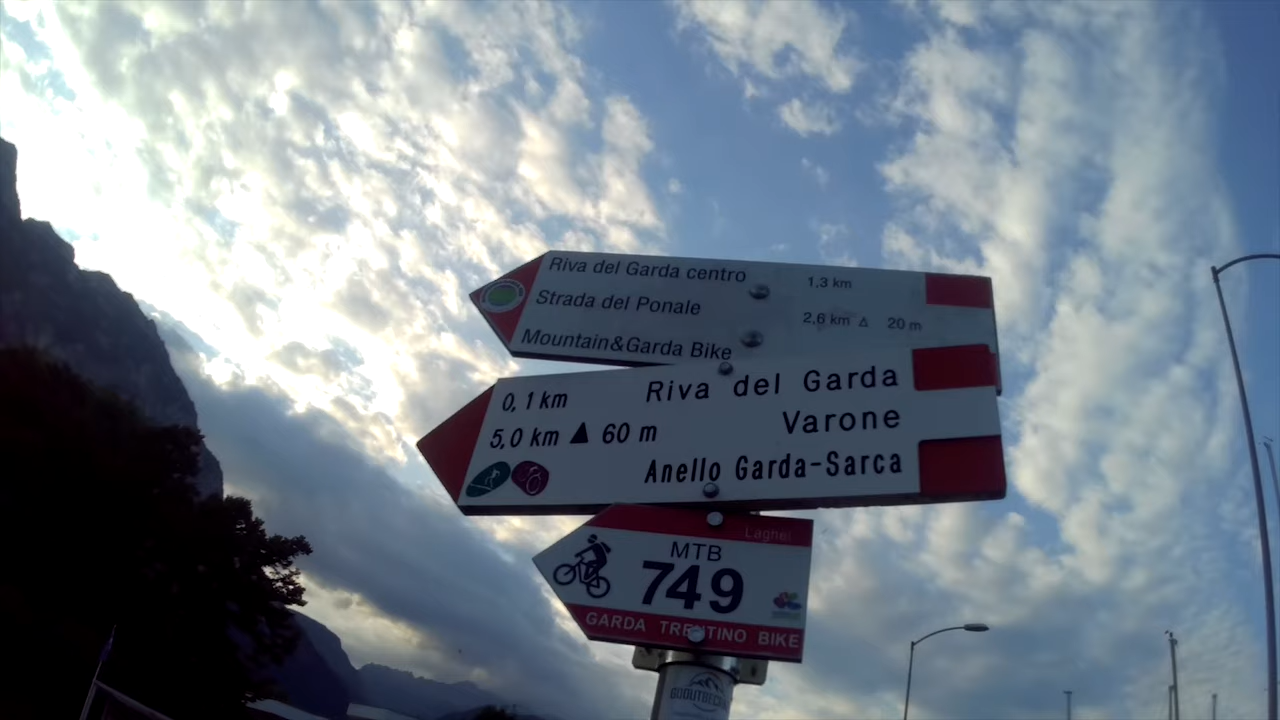 Riva del Garda centro 1,3 km
Strada del Ponale 2,6 km 20 m
Mountain&Garda Bike
0,1 km Riva del Garda
5,0 km 60 m Varone
Anello Garda-Sarca
Laghel
MTB
749
GARDA TRENTINO BIKE